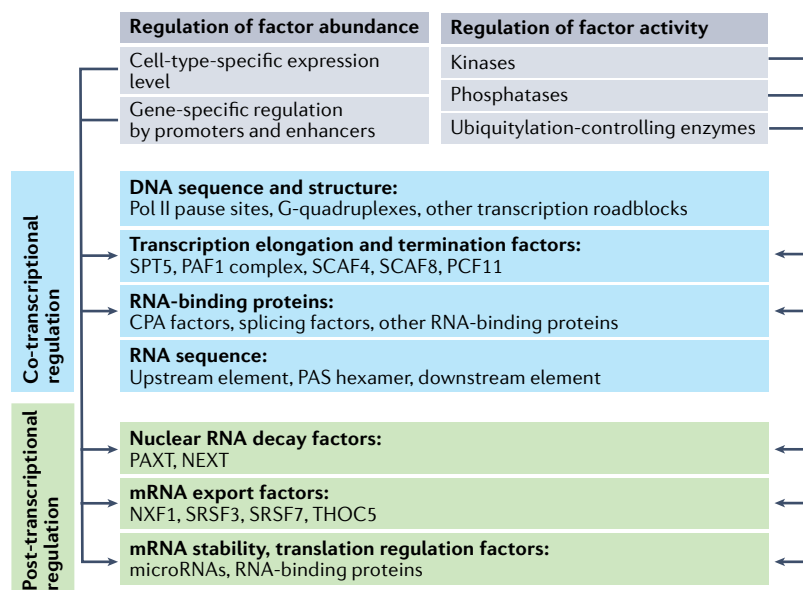 Regulation of factor abundance
Cell-type-specific expression
level
Gene-specific regulation
by promoters and enhancers
Regulation of factor activity
Kinases
Phosphatases
Ubiquitylation-controlling enzymes
Co-transcriptional
regulation
DNA sequence and structure:
Pol II pause sites, G-quadruplexes, other transcription roadblocks
Transcription elongation and termination factors:
SPT5, PAF1 complex, SCAF4, SCAF8, PCF11
RNA-binding proteins:
CPA factors, splicing factors, other RNA-binding proteins
RNA sequence:
Upstream element, PAS hexamer, downstream element
Post-transcriptional
regulation
Nuclear RNA decay factors:
PAXT, NEXT
mRNA export factors:
NXF1, SRSF3, SRSF7, THOC5
mRNA stability, translation regulation factors:
microRNAs, RNA-binding proteins